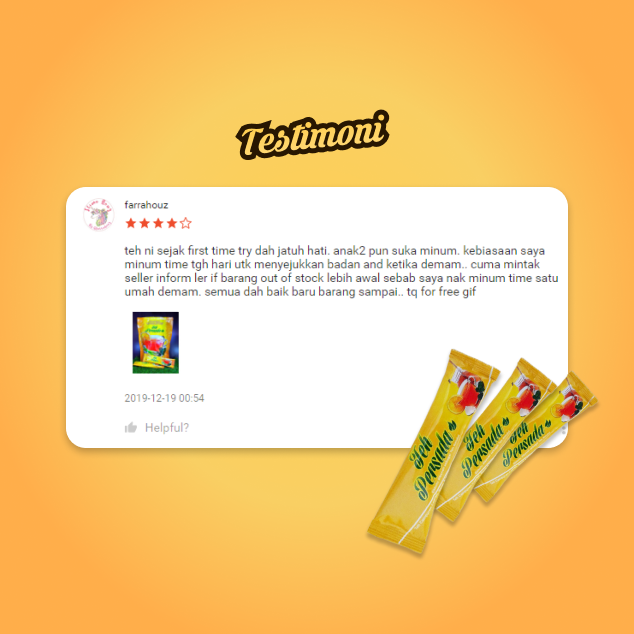 Testimoni
farrahouz
teh ni sejak first time try dah jatuh hati. anak2 pun suka minum. kebiasaan saya
minum time tgh hari utk menyejukkan badan and ketika demam.. cuma mintak
seller inform ler if barang out of stock lebih awal sebab saya nak minum time satu
umah demam. semua dah baik baru barang sampai.. tq for free gif
2019-12-19 00:54
Helpful?
Teh
Persada's
Teh
Persada's
Teh
Persada's